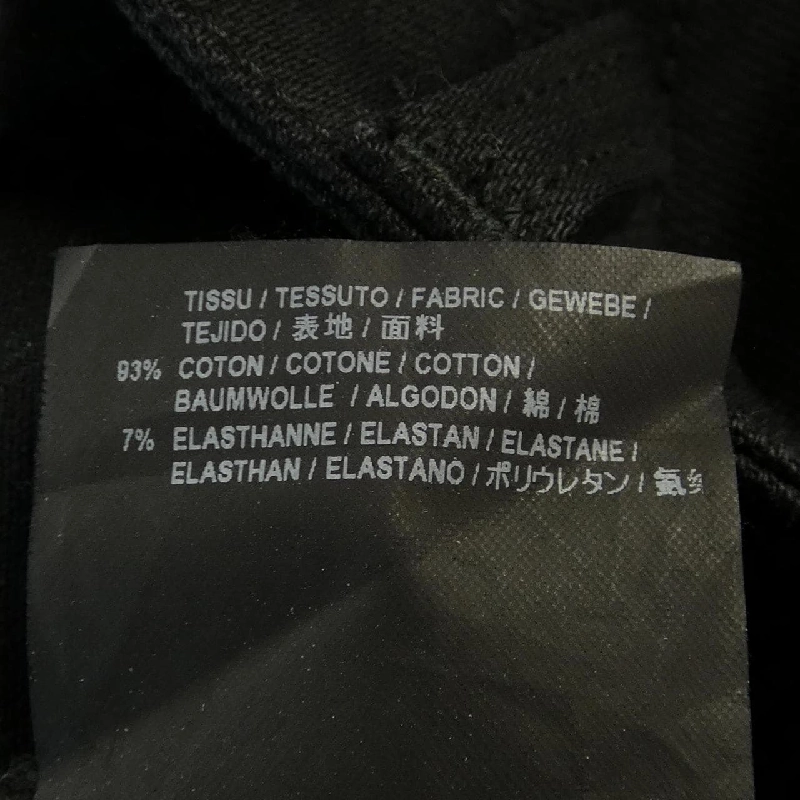 TISSU / TESSUTO / FABRIC / GEWEBE /
TEJIDO / 表地 / 面料
93% COTON / COTONE / COTTON /
BAUMWOLLE / ALGODON / 綿 / 棉
7% ELASTHANNE / ELASTAN / ELASTANE /
ELASTHAN / ELASTANO / ポリウレタン /